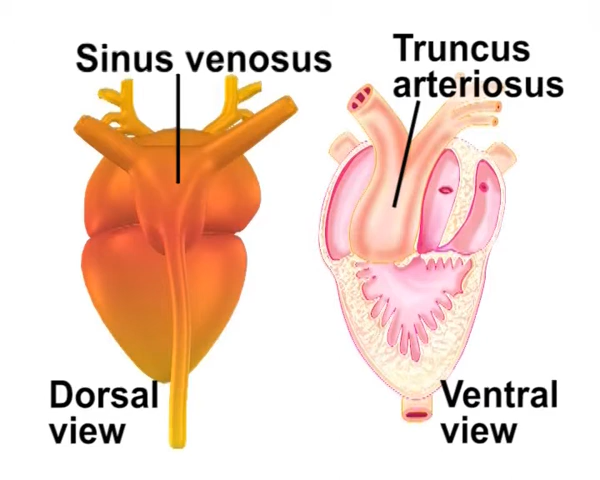 Sinus venosus
Truncus
arteriosus
Dorsal
view
Ventral
view